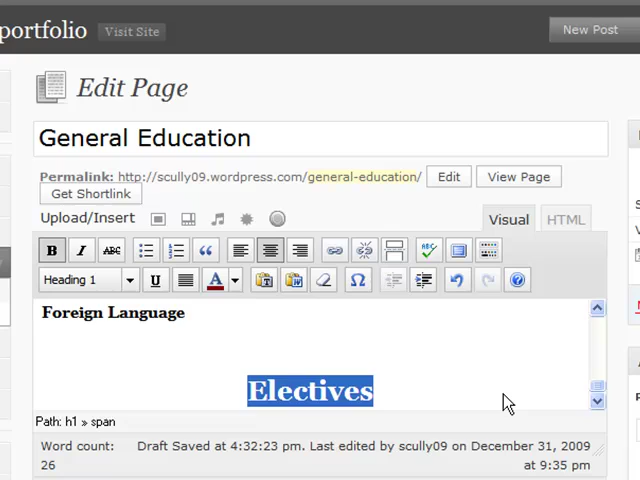 portfolio Visit Site New Post
Edit Page
General Education
Permalink: http://scully09.wordpress.com/general-education/ Edit View Page
Get Shortlink
Upload/Insert Visual HTML
B I ABC ABC
Heading 1 U A Ω
Foreign Language
Electives
Path: h1 » span
Word count: Draft Saved at 4:32:23 pm. Last edited by scully09 on December 31, 2009
26 at 9:35 pm